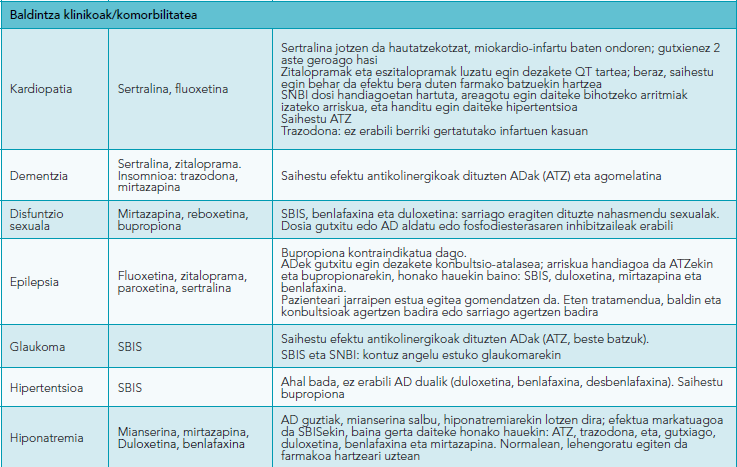 Baldintza klinikoak/komorbilitatea
Kardiopatia
Sertralina, fluoxetina
Sertralina jotzen da hautatzekotzat, miokardio-infartu baten ondoren; gutxienez 2
aste geroago hasi
Zitalopramak eta eszitalopramak luzatu egin dezakete QT tartea; beraz, saihestu
egin behar da efektu bera duten farmako batzuekin hartzea
SNBI dosi handiagoetan hartuta, areagotu egin daiteke bihotzeko arritmiak
izateko arriskua, eta handitu egin daiteke hipertentsioa
Saihestu ATZ
Trazodona: ez erabili berriki gertatutako infartuen kasuan
Dementzia
Sertralina, zitaloprama.
Insomnioa: trazodona,
mirtazapina
Saihestu efektu antikolinergikoak dituzten ADak (ATZ) eta agomelatina
Disfuntzio
sexuala
Mirtazapina, reboxetina,
bupropiona
SBIS, benlafaxina eta duloxetina: sarriago eragiten dituzte nahasmendu sexualak.
Dosia gutxitu edo AD aldatu edo fosfodiesterasaren inhibitzaileak erabili
Epilepsia
Fluoxetina, zitaloprama,
paroxetina, sertralina
Bupropiona kontraindikatua dago.
ADek gutxitu egin dezakete konbultsio-atalasea; arriskua handiagoa da ATZekin
eta bupropionarekin, honako hauekin baino: SBIS, duloxetina, mirtazapina eta
benlafaxina.
Pazienteari jarraipen estua egitea gomendatzen da. Eten tratamendua, baldin eta
konbultsioak agertzen badira edo sarriago agertzen badira
Glaukoma
SBIS
Saihestu efektu antikolinergikoak dituzten ADak (ATZ, beste batzuk).
SBIS eta SNBI: kontuz angelu estuko glaukomarekin
Hipertentsioa
SBIS
Ahal bada, ez erabili AD dualik (duloxetina, benlafaxina, desbenlafaxina). Saihestu
bupropiona
Hiponatremia
Mianserina, mirtazapina,
Duloxetina, benlafaxina
AD guztiak, mianserina salbu, hiponatremiarekin lotzen dira; efektua markatuagoa
da SBISekin, baina gerta daiteke honako hauekin: ATZ, trazodona, eta, gutxiago,
duloxetina, benlafaxina eta mirtazapina. Normalean, lehengoratu egiten da
farmakoa hartzeari uztean